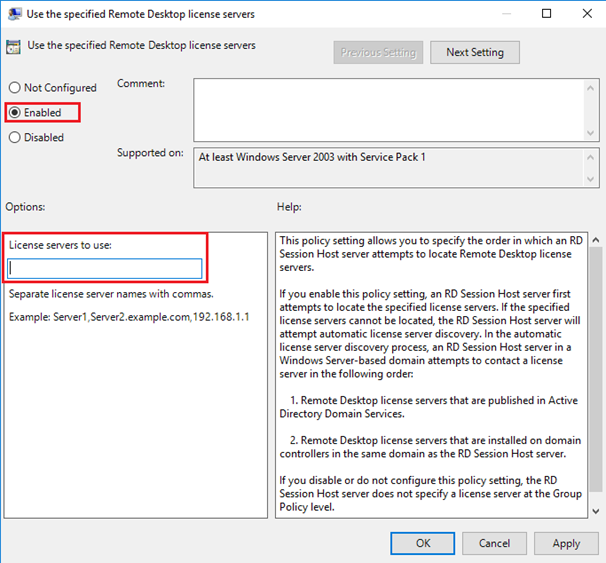 Use the specified Remote Desktop license servers
Use the specified Remote Desktop license servers
Previous Setting
Next Setting
Not Configured
Comment:
Enabled
Disabled
Supported on:
At least Windows Server 2003 with Service Pack 1
Options:
Help:
License servers to use:
Separate license server names with commas.
Example: Server1,Server2.example.com,192.168.1.1
This policy setting allows you to specify the order in which an RD
Session Host server attempts to locate Remote Desktop license
servers.
If you enable this policy setting, an RD Session Host server first
attempts to locate the specified license servers. If the specified
license servers cannot be located, the RD Session Host server will
attempt automatic license server discovery. In the automatic
license server discovery process, an RD Session Host server in a
Windows Server-based domain attempts to contact a license
server in the following order:
1. Remote Desktop license servers that are published in Active
Directory Domain Services.
2. Remote Desktop license servers that are installed on domain
controllers in the same domain as the RD Session Host server.
If you disable or do not configure this policy setting, the RD
Session Host server does not specify a license server at the Group
Policy level.
OK
Cancel
Apply